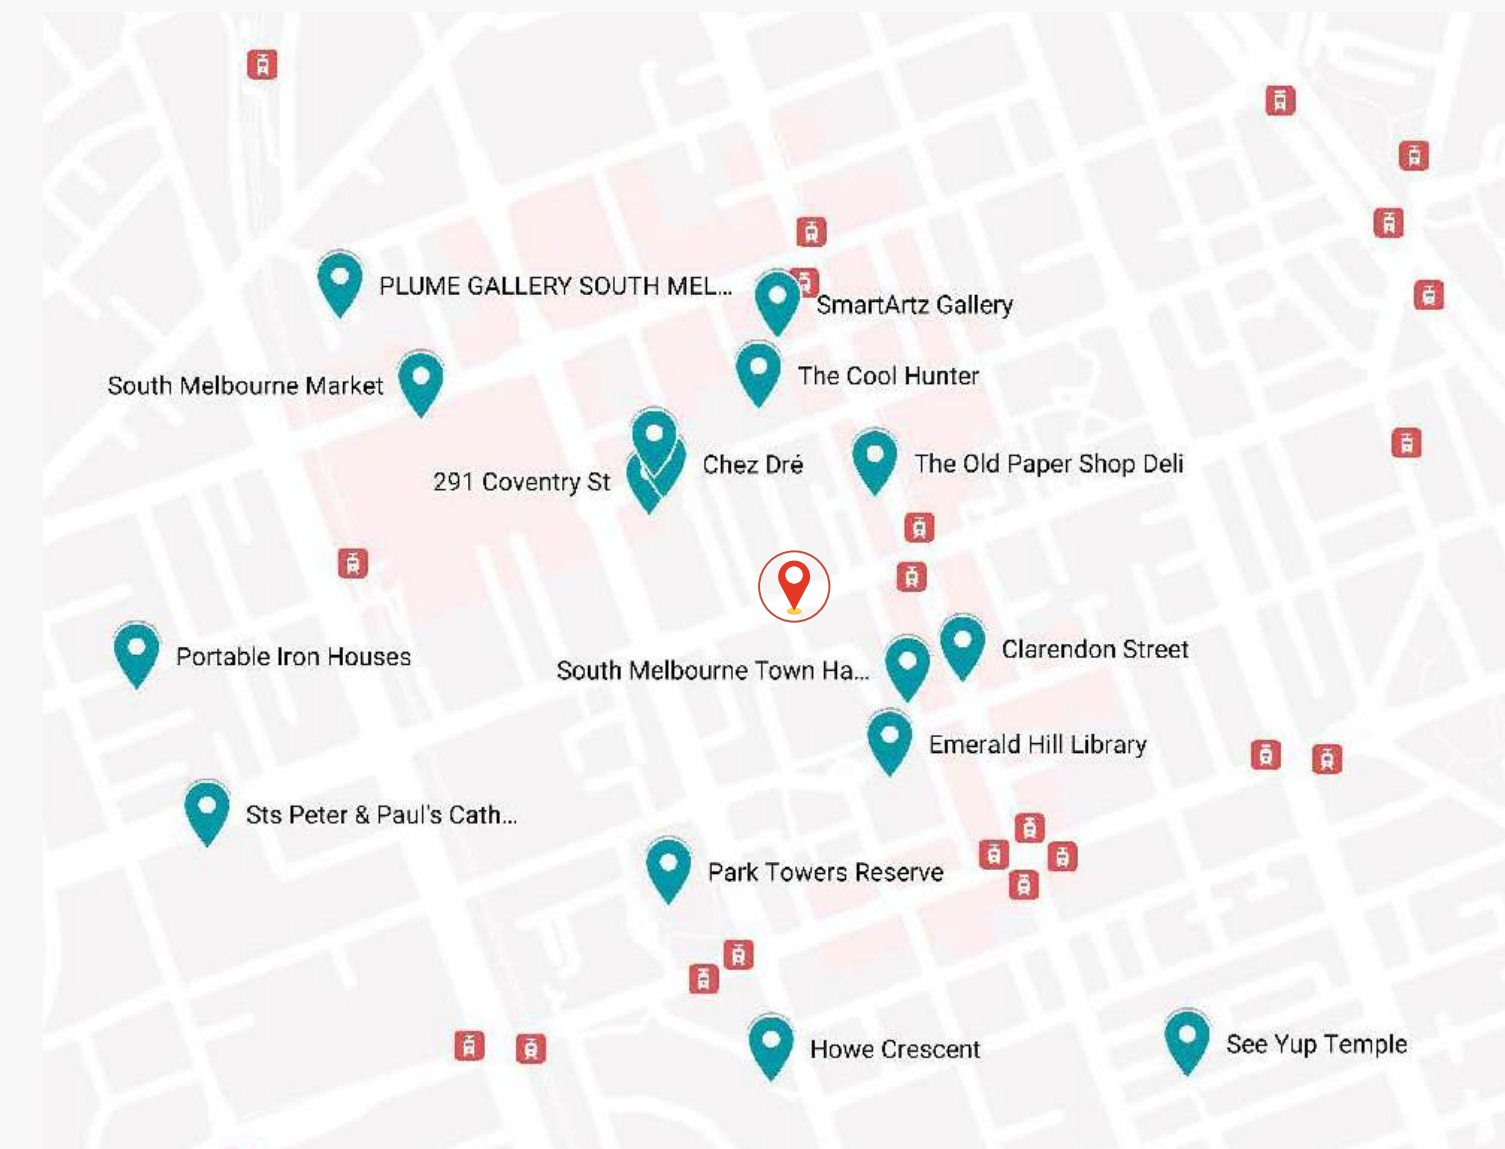 PLUME GALLERY SOUTH MEL...
SmartArtz Gallery
South Melbourne Market
The Cool Hunter
Chez Dré
The Old Paper Shop Deli
291 Coventry St
Clarendon Street
Portable Iron Houses
South Melbourne Town Ha...
Emerald Hill Library
Sts Peter & Paul's Cath...
Park Towers Reserve
Howe Crescent
See Yup Temple